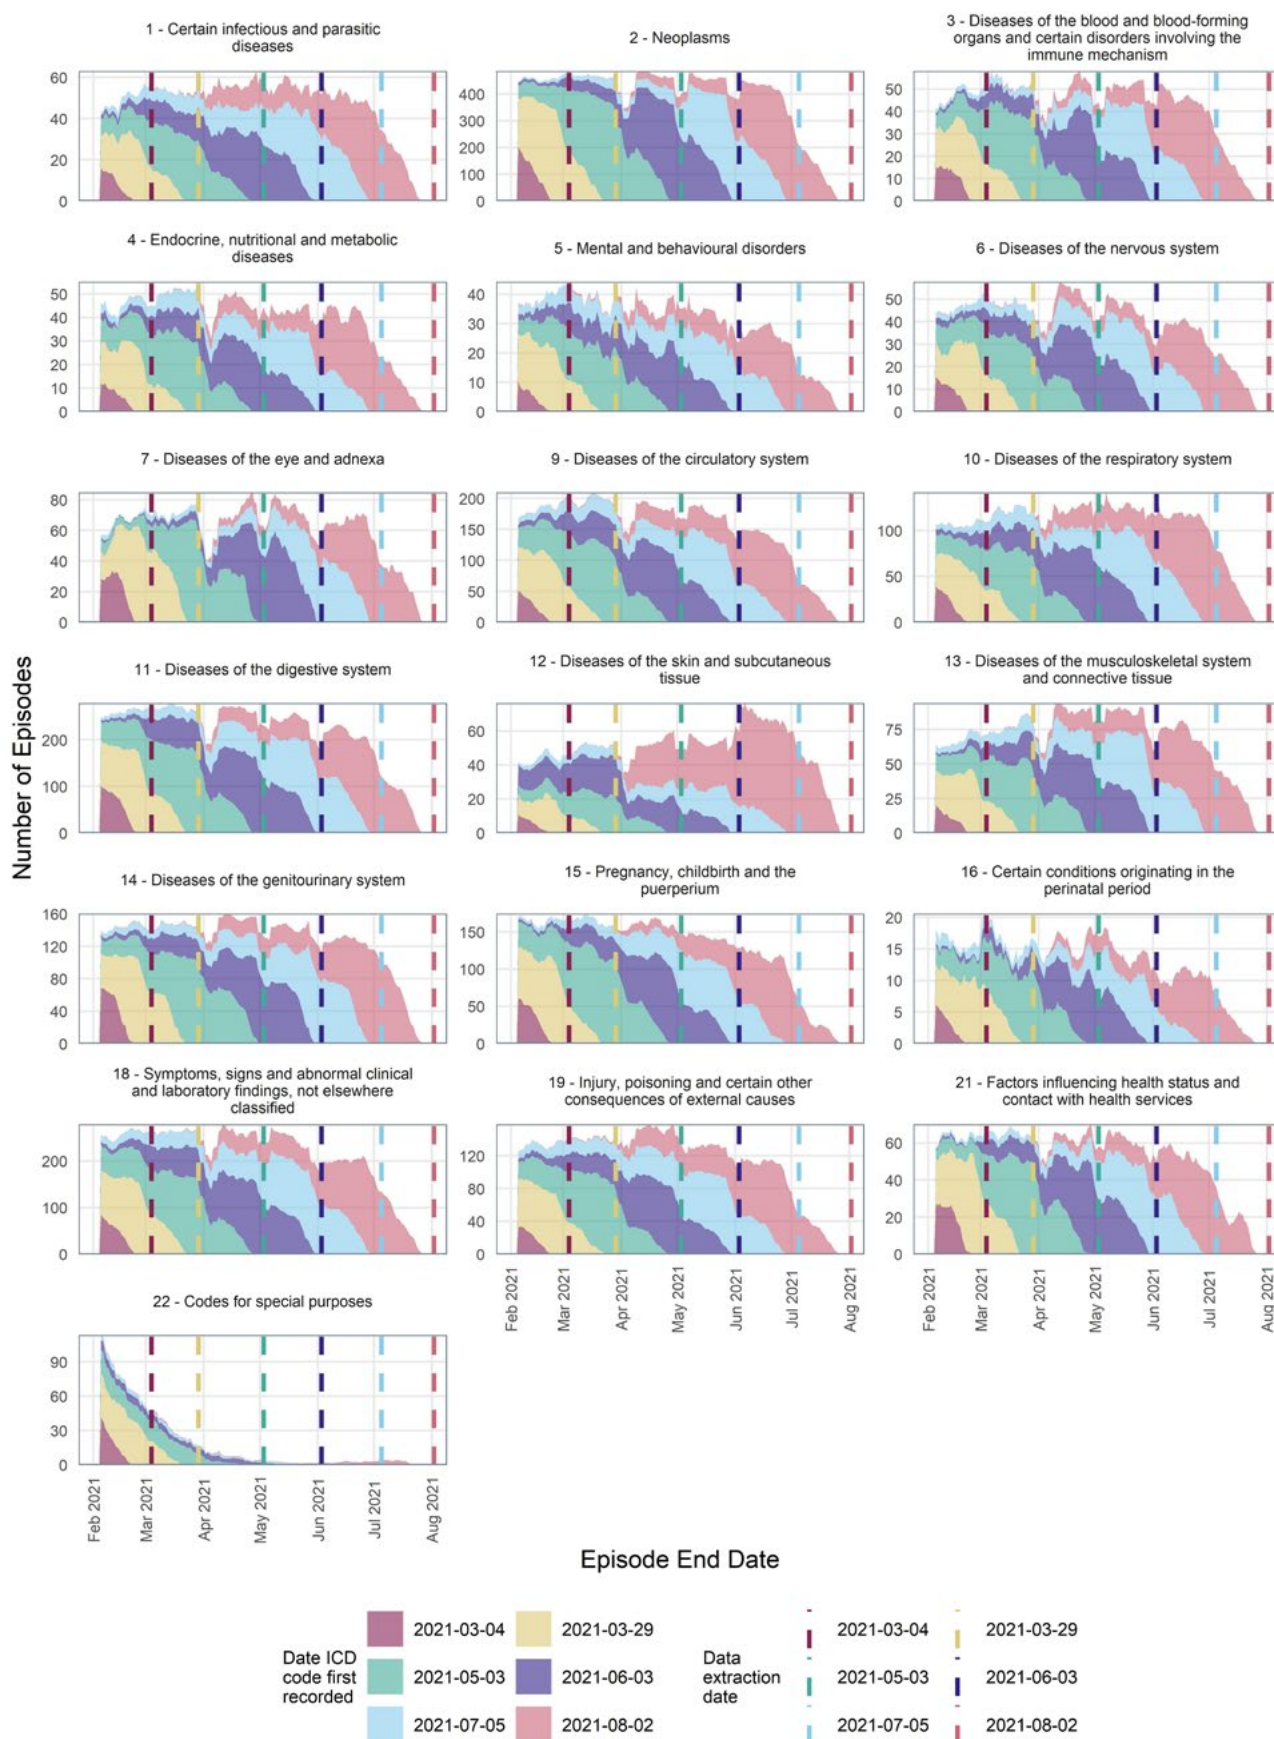 1 - Certain infectious and parasitic
diseases
2 - Neoplasms
3 - Diseases of the blood and blood-forming
organs and certain disorders involving the
immune mechanism
60
40
20
0
400
300
200
100
0
50
40
30
20
10
0
4 - Endocrine, nutritional and metabolic
diseases
5 - Mental and behavioural disorders
6 - Diseases of the nervous system
50
40
30
20
10
0
40
30
20
10
0
50
40
30
20
10
0
7 - Diseases of the eye and adnexa
9 - Diseases of the circulatory system
10 - Diseases of the respiratory system
80
60
40
20
0
200
150
100
50
0
100
50
0
Number of Episodes
11 - Diseases of the digestive system
12 - Diseases of the skin and subcutaneous
tissue
13 - Diseases of the musculoskeletal system
and connective tissue
200
100
0
60
40
20
0
75
50
25
0
14 - Diseases of the genitourinary system
15 - Pregnancy, childbirth and the
puerperium
16 - Certain conditions originating in the
perinatal period
160
120
80
40
0
150
100
50
0
20
15
10
5
0
18 - Symptoms, signs and abnormal clinical
and laboratory findings, not elsewhere
classified
19 - Injury, poisoning and certain other
consequences of external causes
21 - Factors influencing health status and
contact with health services
200
100
0
120
80
40
0
60
40
20
0
Feb 2021
Mar 2021
Apr 2021
May 2021
Jun 2021
Jul 2021
Aug 2021
Feb 2021
Mar 2021
Apr 2021
May 2021
Jun 2021
Jul 2021
Aug 2021
22 - Codes for special purposes
90
60
30
0
Feb 2021
Mar 2021
Apr 2021
May 2021
Jun 2021
Jul 2021
Aug 2021
Episode End Date
Date ICD
code first
recorded
2021-03-04
2021-03-29
2021-05-03
2021-06-03
2021-07-05
2021-08-02
Data
extraction
date
2021-03-04
2021-03-29
2021-05-03
2021-06-03
2021-07-05
2021-08-02